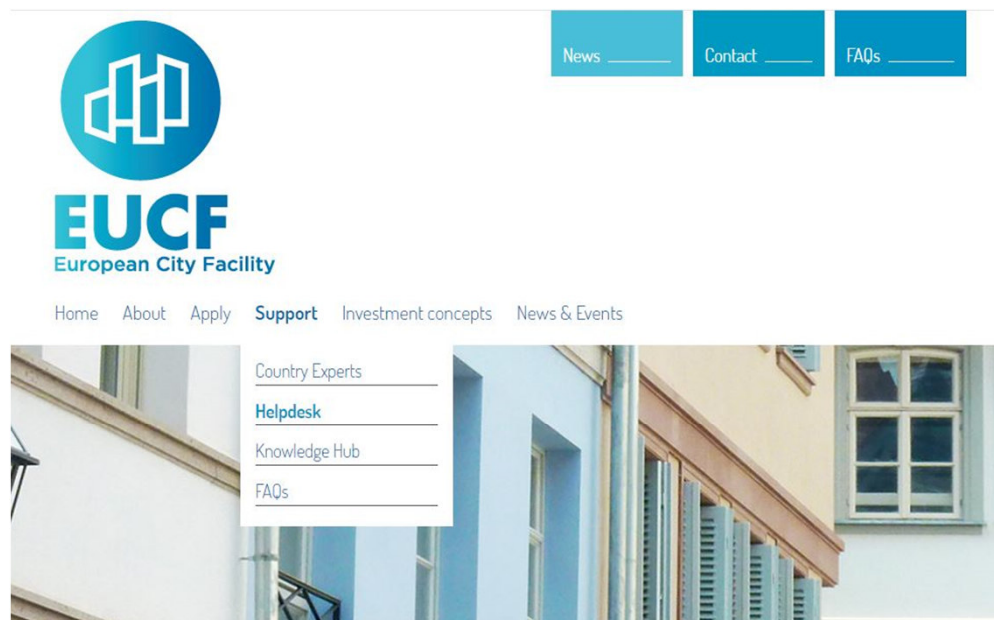 News
Contact
FAQs
EUCF
European City Facility
Home About Apply Support Investment concepts News & Events
Country Experts
Helpdesk
Knowledge Hub
FAQs